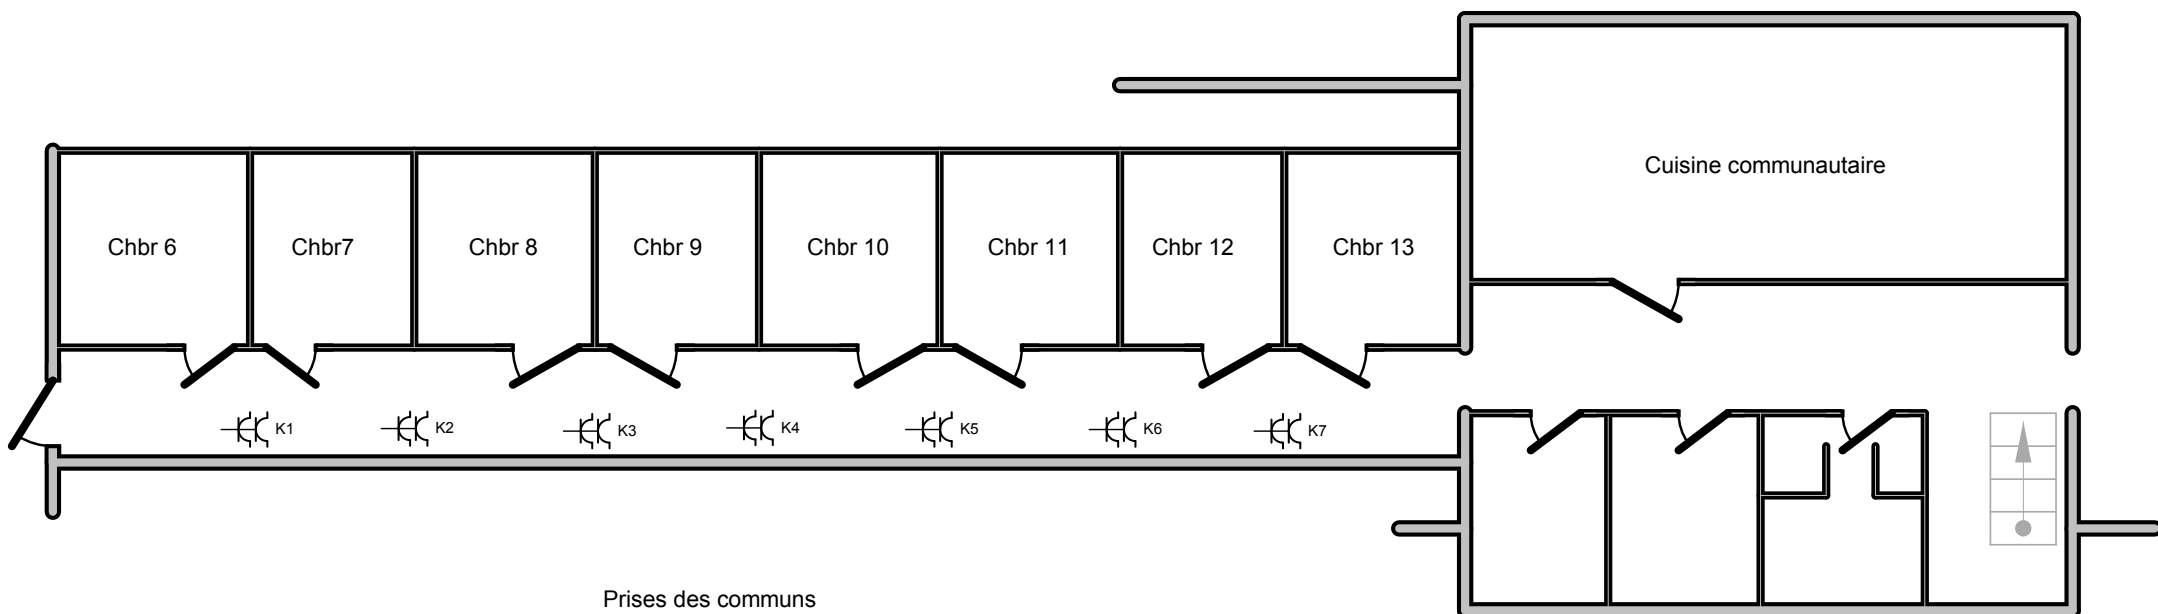 Cuisine communautaire
Chbr 6
Chbr7
Chbr 8
Chbr 9
Chbr 10
Chbr 11
Chbr 12
Chbr 13
K1
K2
K3
K4
K5
K6
K7
Prises des communs